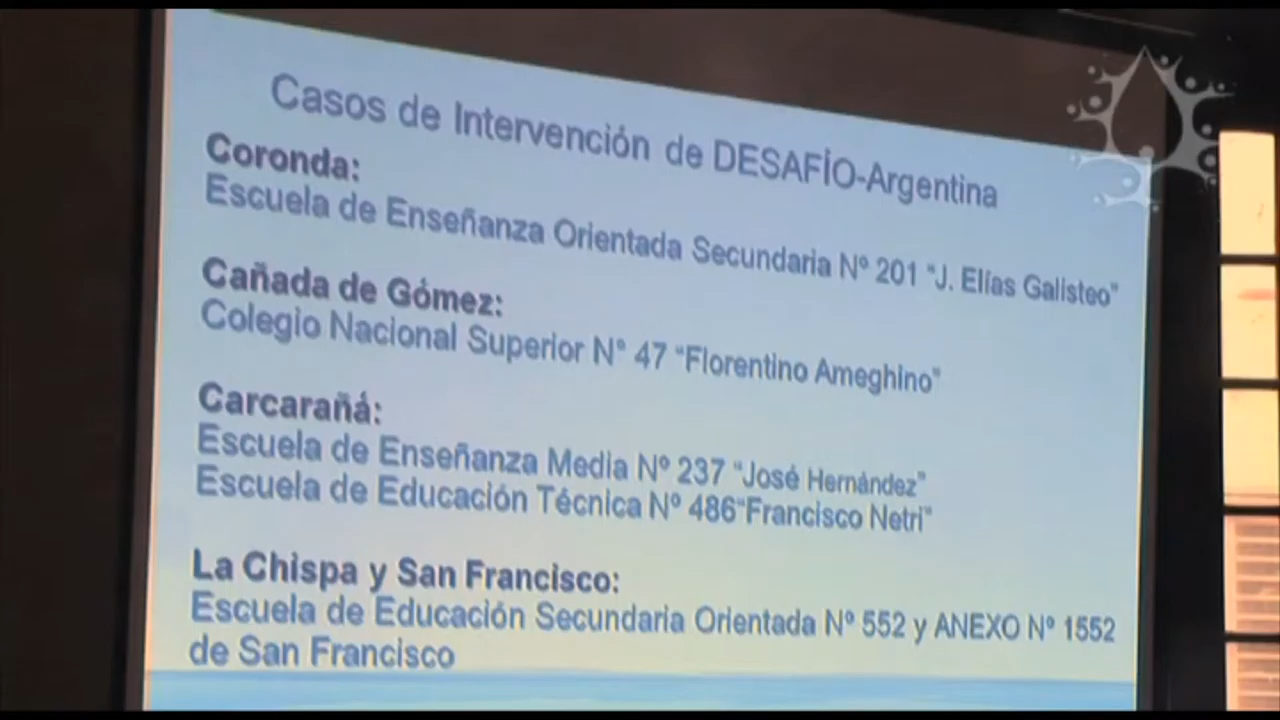 Casos de Intervención de DESAFÍO-Argentina
Coronda:
Escuela de Enseñanza Orientada Secundaria Nº 201 "J. Elías Galisteo"
Cañada de Gómez:
Colegio Nacional Superior N° 47 "Florentino Ameghino"
Carcarañá:
Escuela de Enseñanza Media Nº 237 "José Hernández"
Escuela de Educación Técnica Nº 486"Francisco Netri"
La Chispa y San Francisco:
Escuela de Educación Secundaria Orientada Nº 552 y ANEXO Nº 1552
de San Francisco